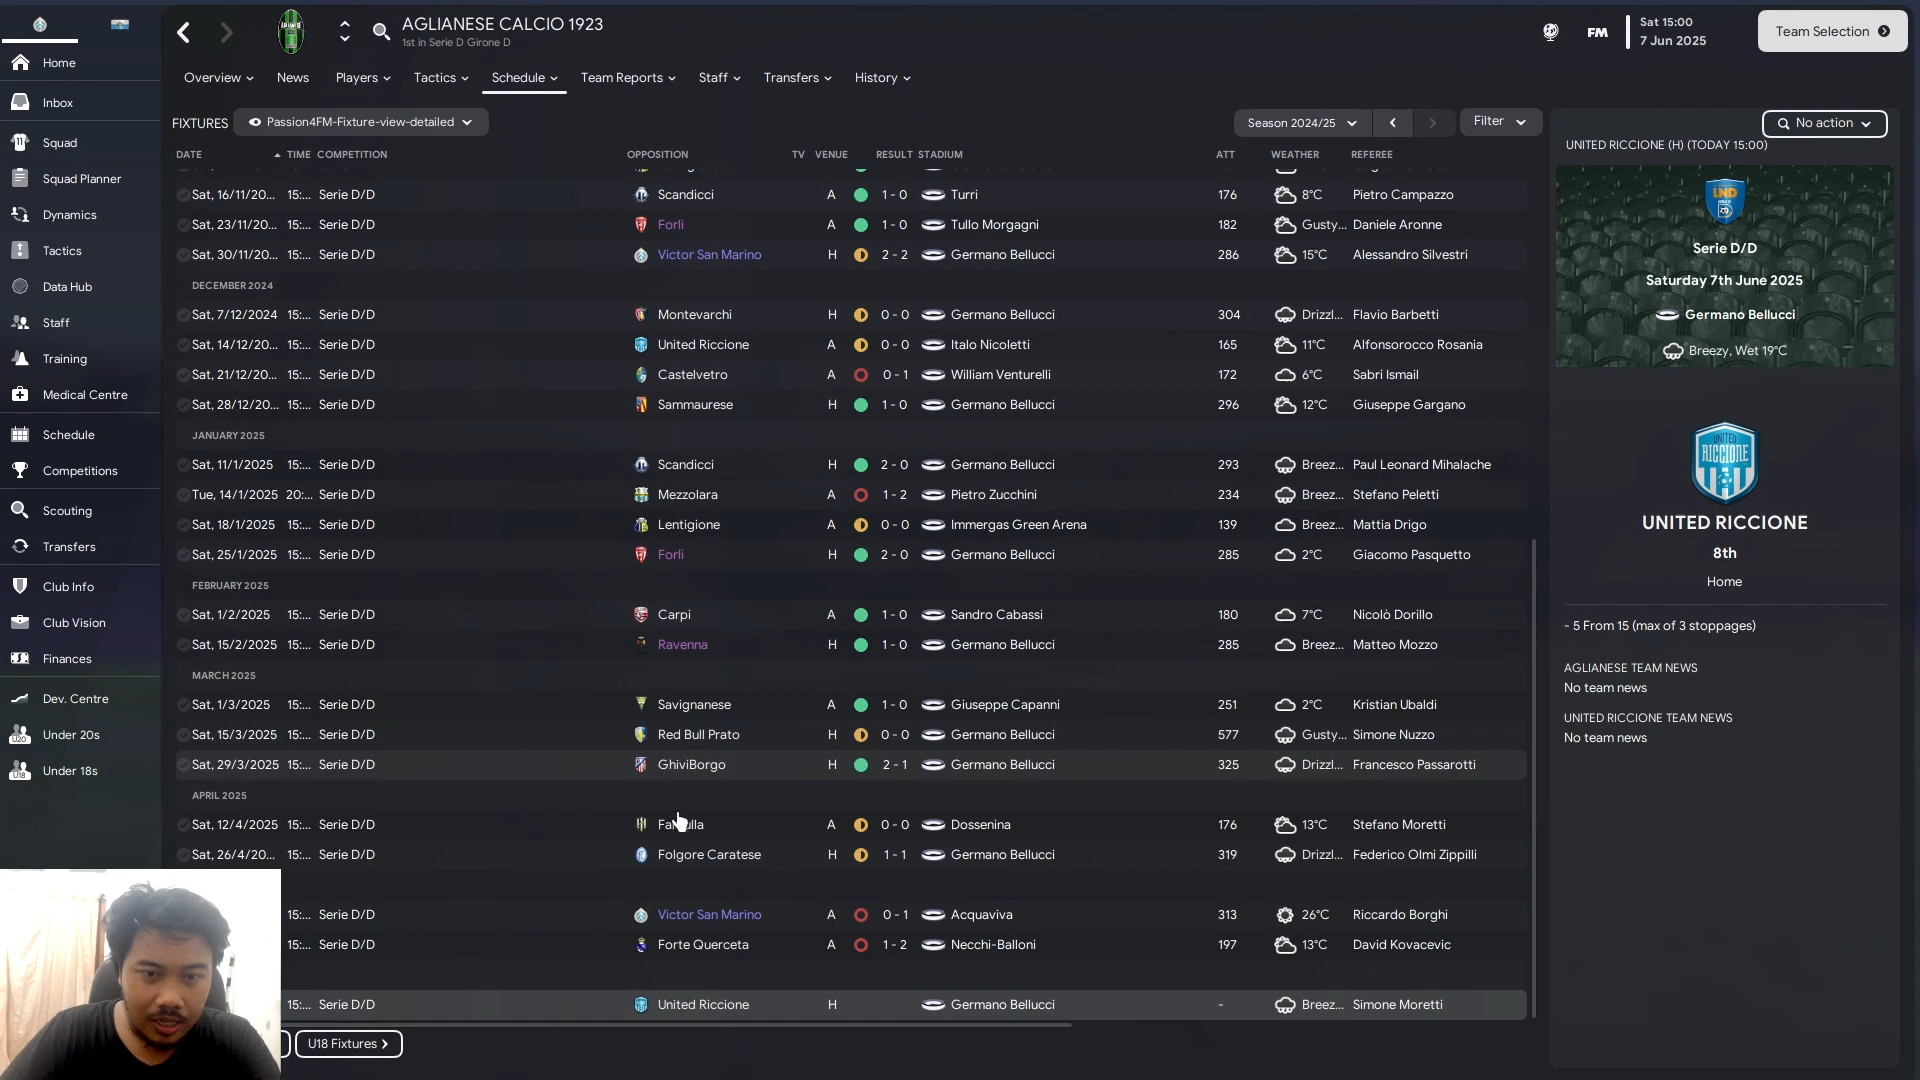 AGLIANESE CALCIO 1923
1st in Serie D Girone D
FM
Sat 15:00
7 Jun 2025
Team Selection
Home
Overview
News
Players
Tactics
Schedule
Team Reports
Staff
Transfers
History
Inbox
Squad
Squad Planner
Dynamics
Tactics
Data Hub
Staff
Training
Medical Centre
Schedule
Competitions
Scouting
Transfers
Club Info
Club Vision
Finances
Dev. Centre
Under 20s
Under 18s
FIXTURES
Passion4FM-Fixture-view-detailed
Season 2024/25
Filter
DATE TIME COMPETITION OPPOSITION TV VENUE RESULT STADIUM ATT WEATHER REFEREE
Sat, 16/11/20... 15:... Serie D/D Scandicci A 1 - 0 Turri 176 8°C Pietro Campazzo
Sat, 23/11/20... 15:... Serie D/D Forlì A 1 - 0 Tullo Morgagni 182 Gusty... Daniele Aronne
Sat, 30/11/20... 15:... Serie D/D Victor San Marino H 2 - 2 Germano Bellucci 286 15°C Alessandro Silvestri
DECEMBER 2024
Sat, 7/12/2024 15:... Serie D/D Montevarchi H 0 - 0 Germano Bellucci 304 Drizzl... Flavio Barbetti
Sat, 14/12/20... 15:... Serie D/D United Riccione A 0 - 0 Italo Nicoletti 165 11°C Alfonsorocco Rosania
Sat, 21/12/20... 15:... Serie D/D Castelvetro A 0 - 1 William Venturelli 172 6°C Sabri Ismail
Sat, 28/12/20... 15:... Serie D/D Sammaurese H 1 - 0 Germano Bellucci 296 12°C Giuseppe Gargano
JANUARY 2025
Sat, 11/1/2025 15:... Serie D/D Scandicci H 2 - 0 Germano Bellucci 293 Breez... Paul Leonard Mihalache
Tue, 14/1/2025 20:... Serie D/D Mezzolara A 1 - 2 Pietro Zucchini 234 Breez... Stefano Peletti
Sat, 18/1/2025 15:... Serie D/D Lentigione A 0 - 0 Immergas Green Arena 139 Breez... Mattia Drigo
Sat, 25/1/2025 15:... Serie D/D Forlì H 2 - 0 Germano Bellucci 285 2°C Giacomo Pasquetto
FEBRUARY 2025
Sat, 1/2/2025 15:... Serie D/D Carpi A 1 - 0 Sandro Cabassi 180 7°C Nicolò Dorillo
Sat, 15/2/2025 15:... Serie D/D Ravenna H 1 - 0 Germano Bellucci 285 Breez... Matteo Mozzo
MARCH 2025
Sat, 1/3/2025 15:... Serie D/D Savignanese A 1 - 0 Giuseppe Capanni 251 2°C Kristian Ubaldi
Sat, 15/3/2025 15:... Serie D/D Red Bull Prato H 0 - 0 Germano Bellucci 577 Gusty... Simone Nuzzo
Sat, 29/3/2025 15:... Serie D/D GhiviBorgo H 2 - 1 Germano Bellucci 325 Drizzl... Francesco Passarotti
APRIL 2025
Sat, 12/4/2025 15:... Serie D/D A 0 - 0 Dossenina 176 13°C Stefano Moretti
Sat, 26/4/20... 15:... Serie D/D Folgore Caratese H 1 - 1 Germano Bellucci 319 Drizzl... Federico Olmi Zippilli
15:... Serie D/D Victor San Marino A 0 - 1 Acquaviva 313 26°C Riccardo Borghi
15:... Serie D/D Forte Querceta A 1 - 2 Necchi-Balloni 197 13°C David Kovacevic
15:... Serie D/D United Riccione H Germano Bellucci - Breez... Simone Moretti
U18 Fixtures
No action
UNITED RICCIONE (H) (TODAY 15:00)
LND
Serie D/D
Saturday 7th June 2025
Germano Bellucci
Breezy, Wet 19°C
UNITED
RICCIONE
UNITED RICCIONE
8th
Home
- 5 From 15 (max of 3 stoppages)
AGLIANESE TEAM NEWS
No team news
UNITED RICCIONE TEAM NEWS
No team news